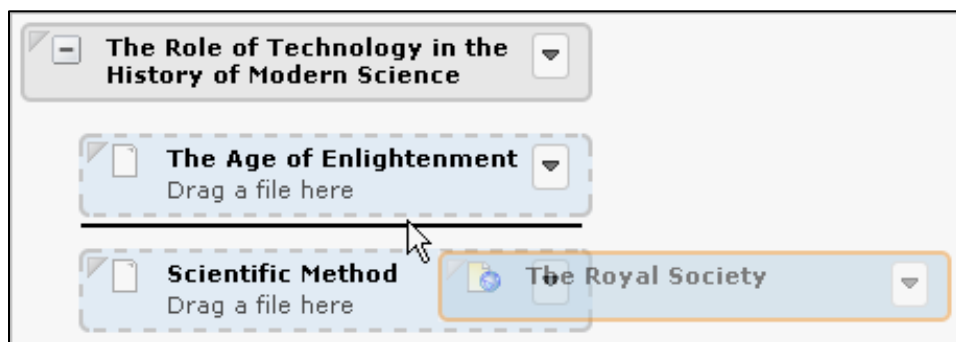 The Role of Technology in the
History of Modern Science
The Age of Enlightenment
Drag a file here
Scientific Method
Drag a file here
The Royal Society